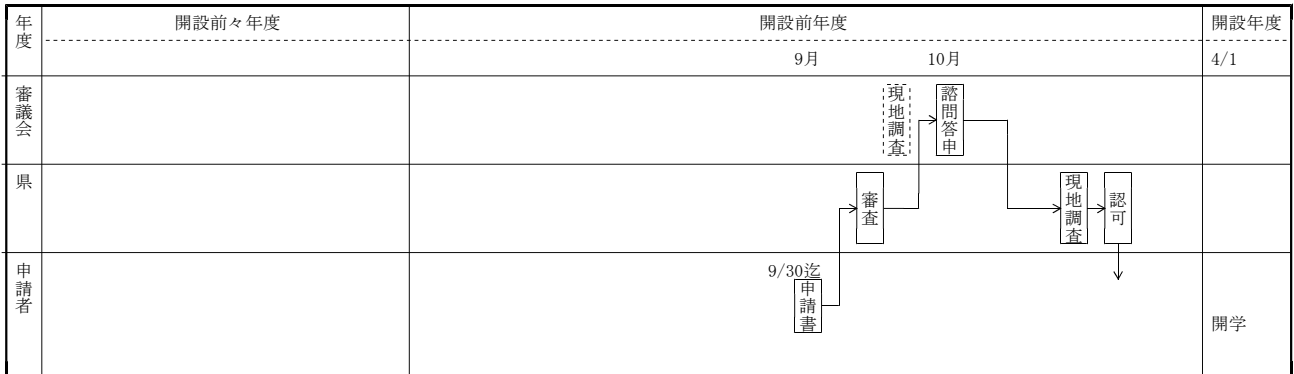 年度
開設前々年度
開設前年度
開設年度
9月
10月
4/1
審議会
現地調査
諮問答申
県
審査
現地調査
認可
申請者
9/30迄
申請書
開学